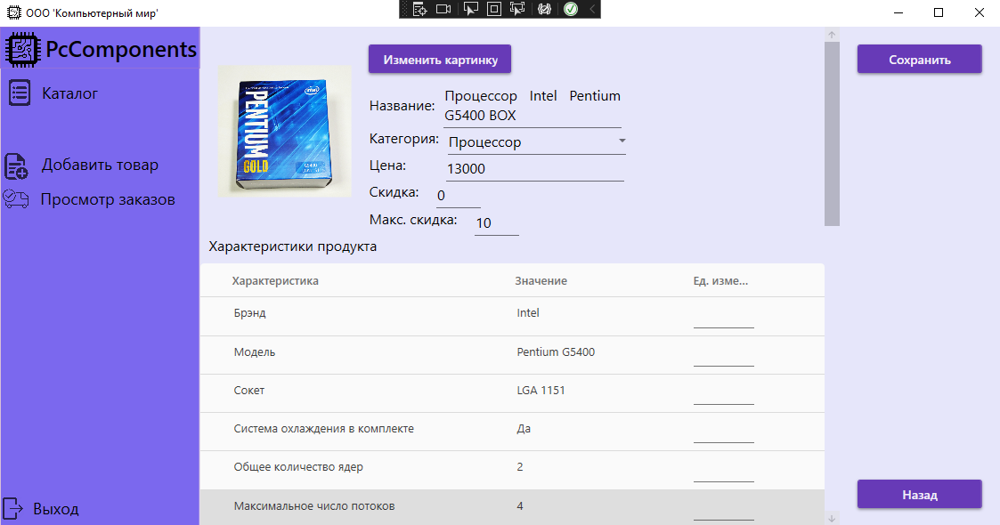 ООО 'Компьютерный мир'
PcComponents
Каталог
Добавить товар
Просмотр заказов
Выход
Изменить картинку
Сохранить
intel
PENTIUM
GOLD
Название:
Процессор Intel Pentium
G5400 BOX
Категория: Процессор
Цена: 13000
Скидка: 0
Макс. скидка: 10
Характеристики продукта
Характеристика Значение Ед. изме...
Брэнд Intel
Модель Pentium G5400
Сокет LGA 1151
Система охлаждения в комплекте Да
Общее количество ядер 2
Максимальное число потоков 4
Назад